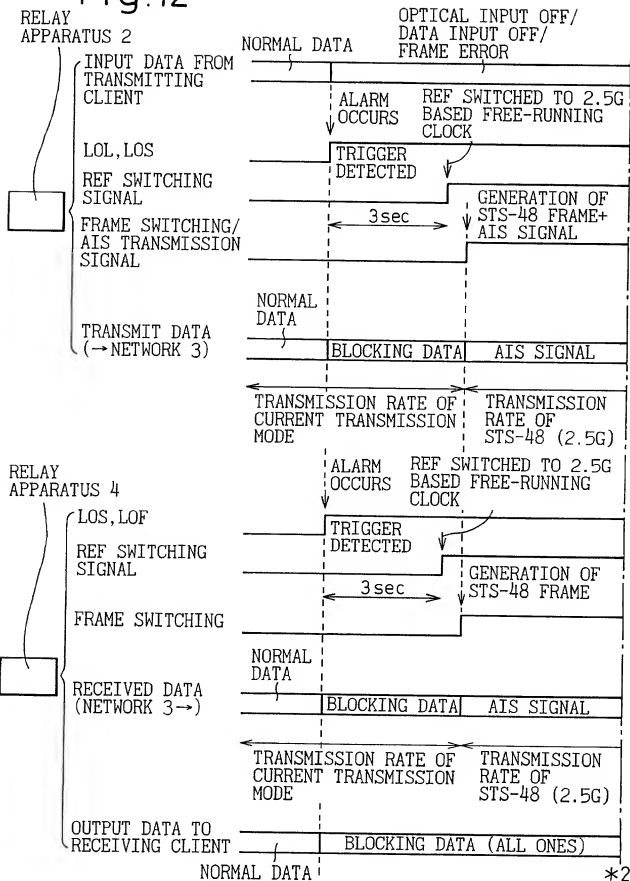 Fig.12
RELAY
APPARATUS 2
OPTICAL INPUT OFF/
DATA INPUT OFF/
FRAME ERROR
NORMAL DATA
INPUT DATA FROM
TRANSMITTING
CLIENT
ALARM
OCCURS
REF SWITCHED TO 2.5G
BASED FREE-RUNNING
CLOCK
LOL,LOS
TRIGGER
DETECTED
REF SWITCHING
SIGNAL
3sec
GENERATION OF
STS-48 FRAME+
AIS SIGNAL
FRAME SWITCHING/
AIS TRANSMISSION
SIGNAL
NORMAL
DATA
TRANSMIT DATA
(→NETWORK 3)
BLOCKING DATA
AIS SIGNAL
TRANSMISSION RATE OF
CURRENT TRANSMISSION
MODE
TRANSMISSION
RATE OF
STS-48 (2.5G)
RELAY
APPARATUS 4
ALARM
OCCURS
REF SWITCHED TO 2.5G
BASED FREE-RUNNING
CLOCK
LOS,LOF
TRIGGER
DETECTED
REF SWITCHING
SIGNAL
3sec
GENERATION OF
STS-48 FRAME
FRAME SWITCHING
NORMAL
DATA
RECEIVED DATA
(NETWORK 3→)
BLOCKING DATA
AIS SIGNAL
TRANSMISSION RATE OF
CURRENT TRANSMISSION
MODE
TRANSMISSION
RATE OF
STS-48 (2.5G)
OUTPUT DATA TO
RECEIVING CLIENT
BLOCKING DATA (ALL ONES)
NORMAL DATA
*2